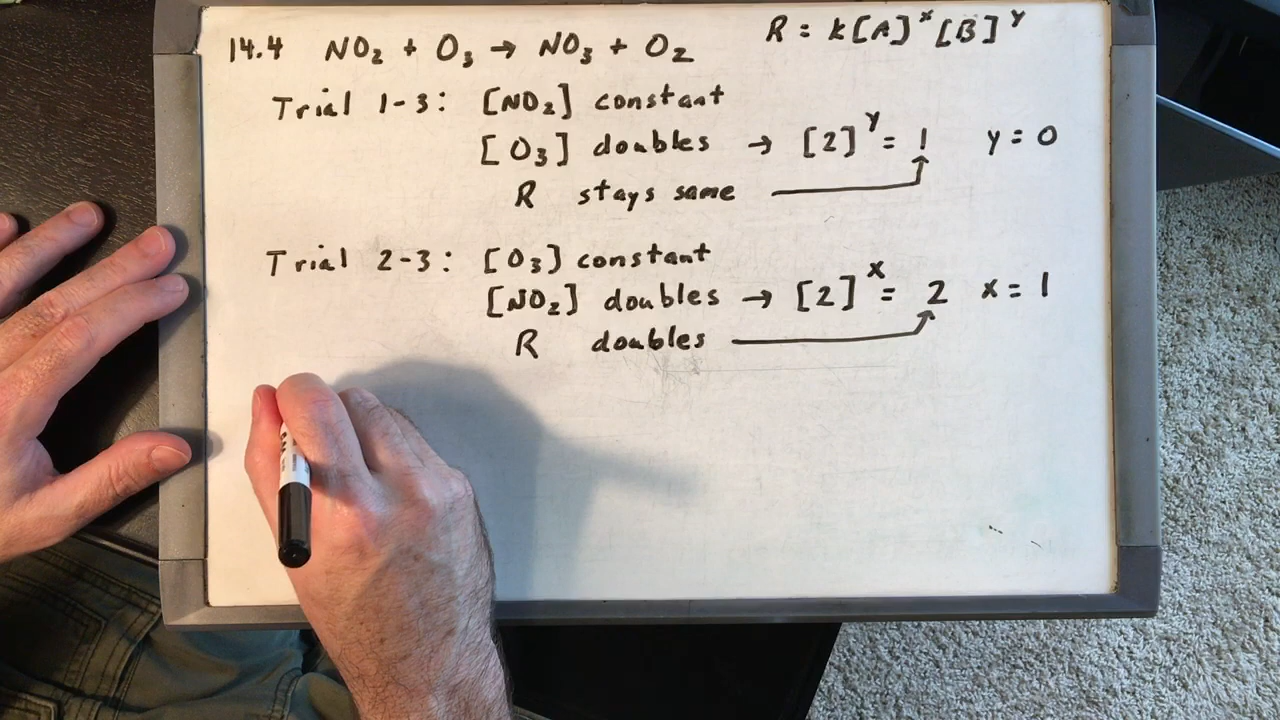 14.4 NO₂ + O₃ → NO₃ + O₂ R = k[A]ˣ[B]ʸ
Trial 1-3: [NO₂] constant
[O₃] doubles → [2]ʸ = 1 y = 0
R stays same
Trial 2-3: [O₃] constant
[NO₂] doubles → [2]ˣ = 2 x = 1
R doubles